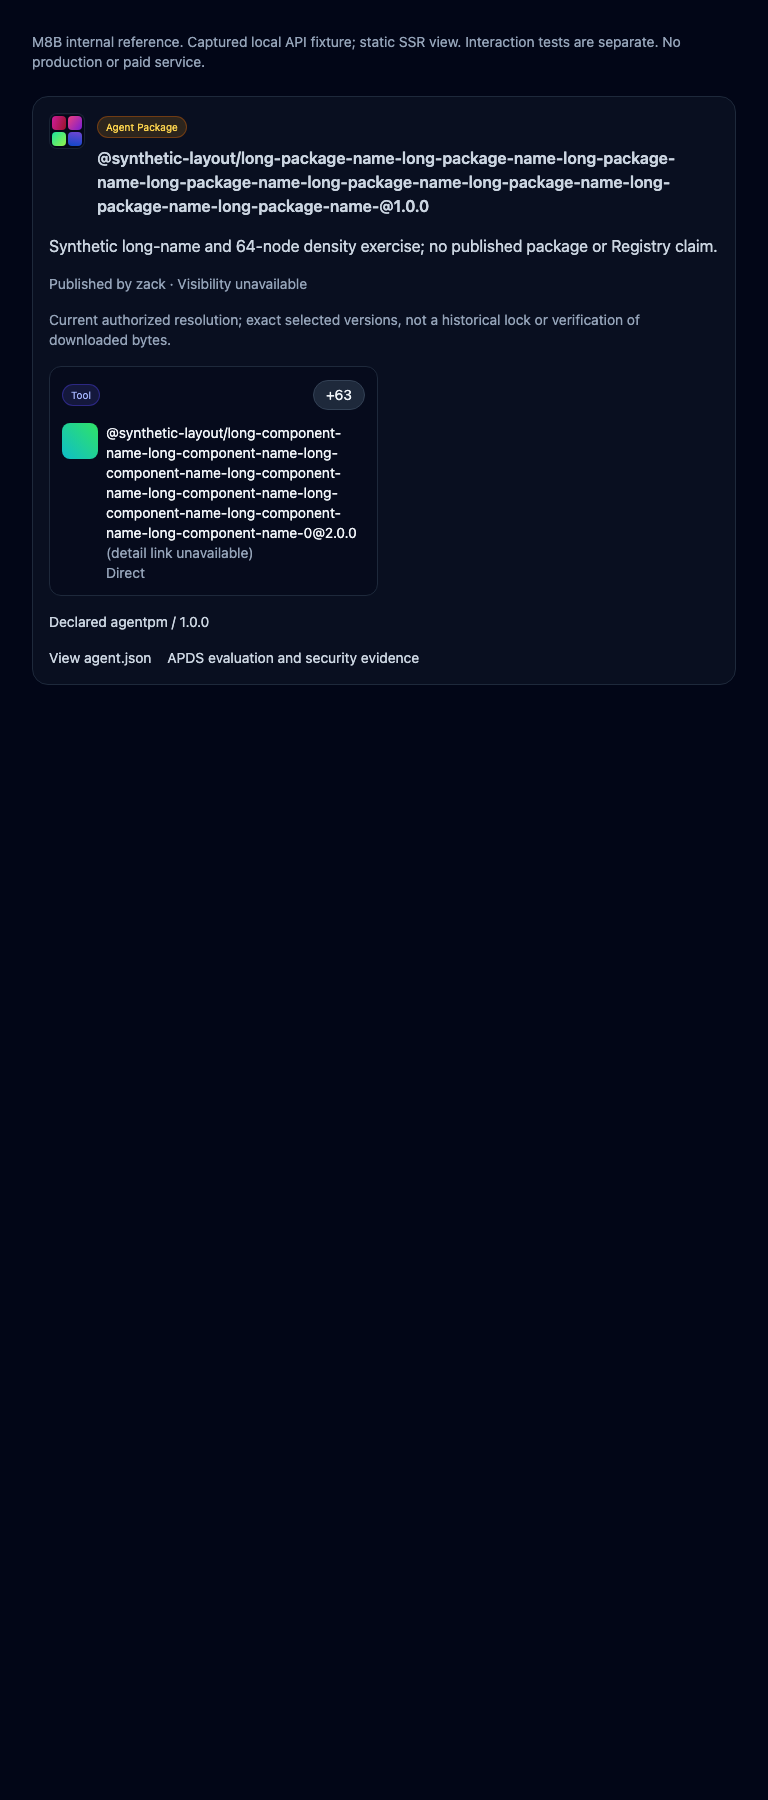 M8B internal reference. Captured local API fixture; static SSR view. Interaction tests are separate. No
production or paid service.
Agent Package
@synthetic-layout/long-package-name-long-package-name-long-package-
name-long-package-name-long-package-name-long-package-name-long-
package-name-long-package-name-@1.0.0
Synthetic long-name and 64-node density exercise; no published package or Registry claim.
Published by zack · Visibility unavailable
Current authorized resolution; exact selected versions, not a historical lock or verification of
downloaded bytes.
Tool
+63
@synthetic-layout/long-component-
name-long-component-name-long-
component-name-long-component-
name-long-component-name-long-
component-name-long-component-
name-long-component-name-0@2.0.0
(detail link unavailable)
Direct
Declared agentpm / 1.0.0
View agent.json APDS evaluation and security evidence